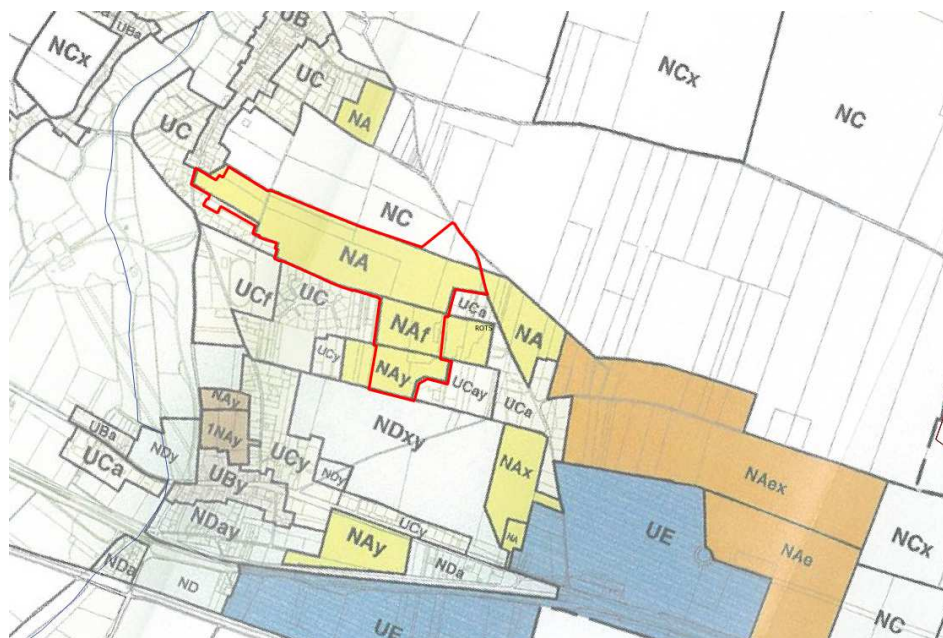 UB
UBa
NCx
UC
NCx
NC
NA
UC
NC
NA
UCf
UC
UCa
ROTS
NAf
NA
UCy
NAy
UCay
UCa
NAy
1NAy
NDxy
UBa
NDy
UCa
UCy
NDy
UBy
NAx
NAex
UCy
NDay
NAy
NA
UE
NAe
NCx
NDa
NDa
ND
NC
UE